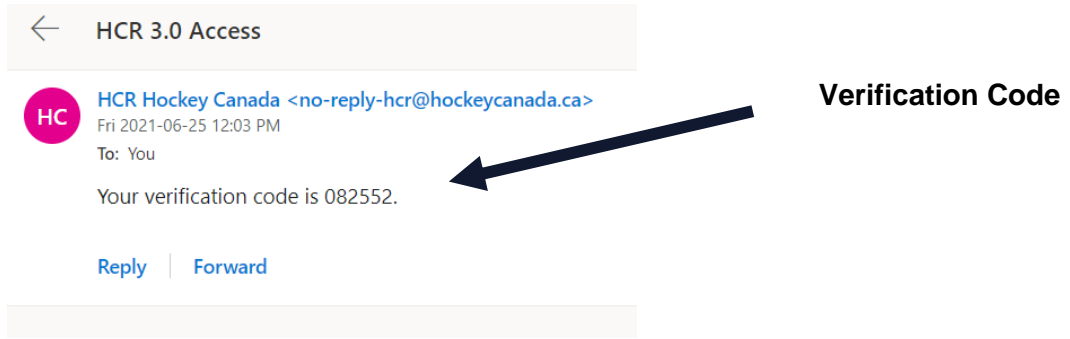 HCR 3.0 Access
HC
HCR Hockey Canada <no-reply-hcr@hockeycanada.ca>
Fri 2021-06-25 12:03 PM
To: You
Your verification code is 082552.
Reply
Forward
Verification Code